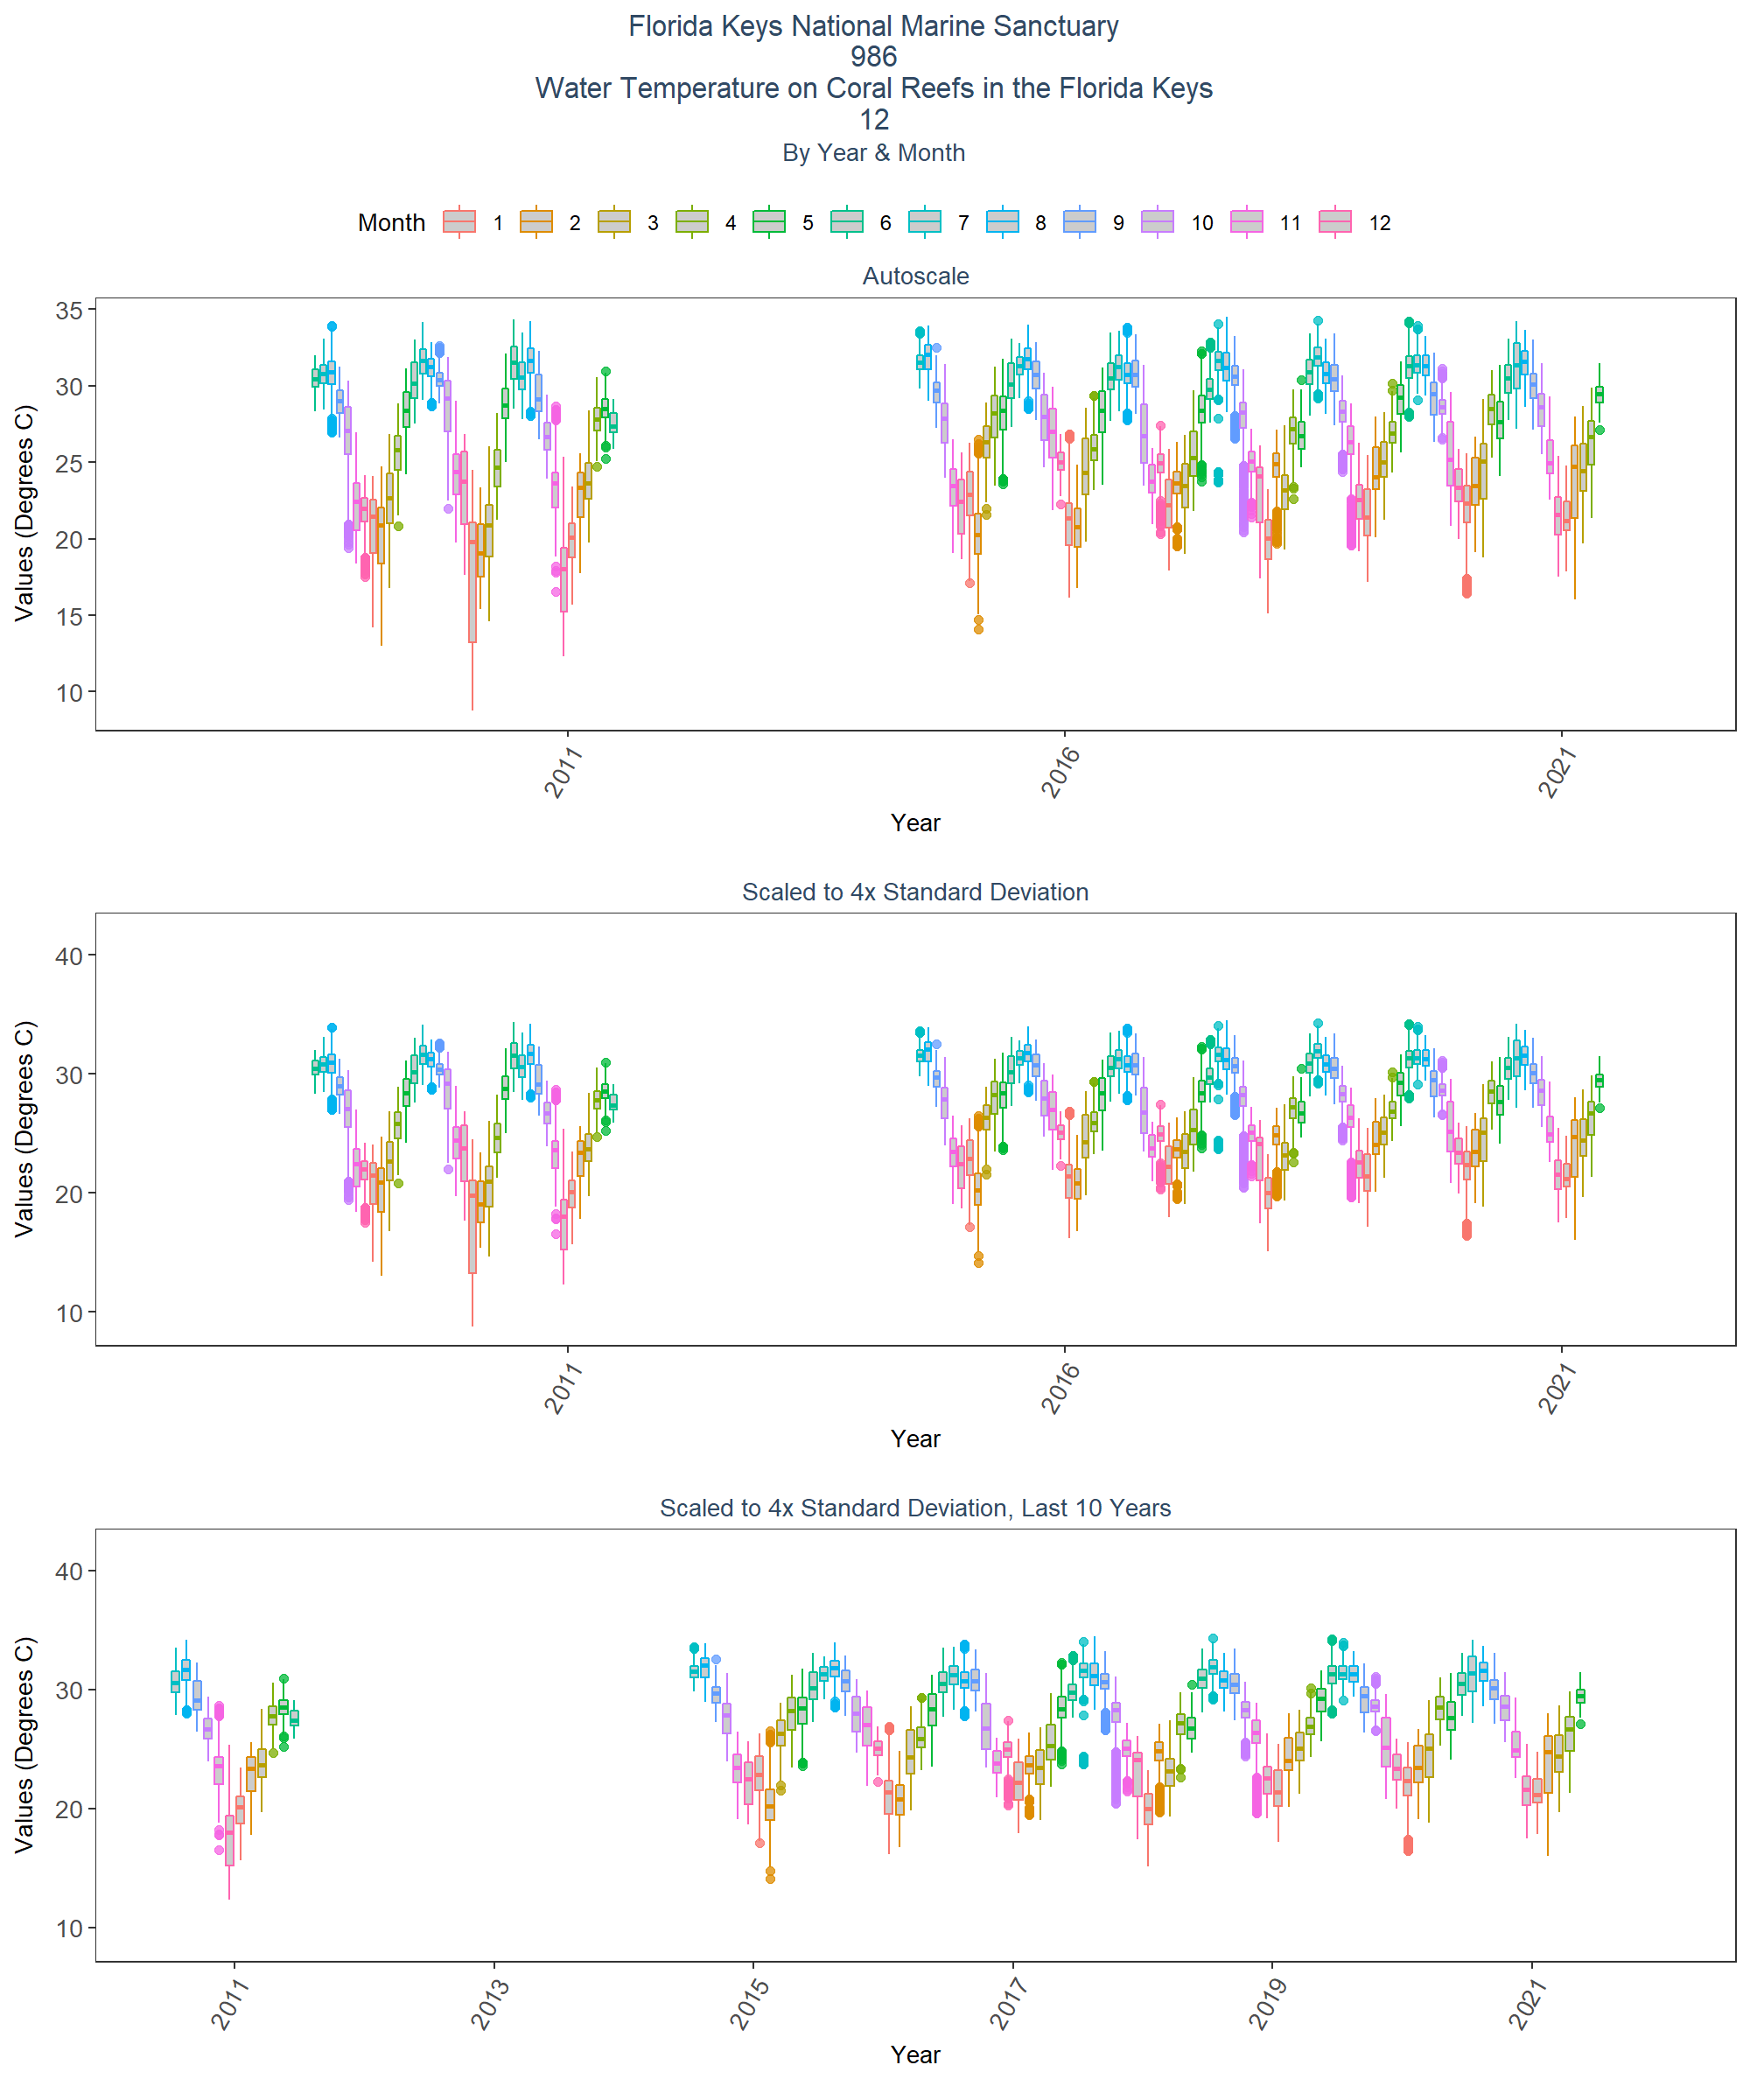 Florida Keys National Marine Sanctuary
986
Water Temperature on Coral Reefs in the Florida Keys
12
By Year & Month
Month 1 2 3 4 5 6 7 8 9 10 11 12
Autoscale
Values (Degrees C)
35
30
25
20
15
10
2011 2016 2021
Year
Scaled to 4x Standard Deviation
Values (Degrees C)
40
30
20
10
2011 2016 2021
Year
Scaled to 4x Standard Deviation, Last 10 Years
Values (Degrees C)
40
30
20
10
2011 2013 2015 2017 2019 2021
Year